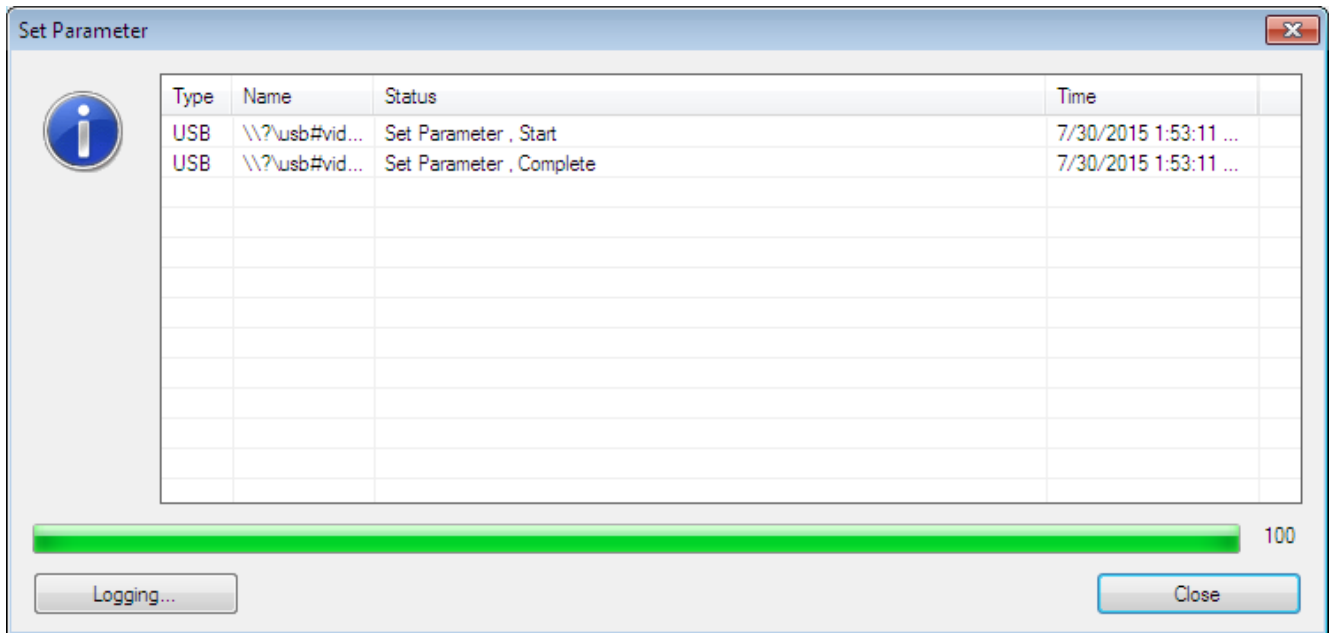 Set Parameter
Type Name Status Time
USB \\?\usb#vid... Set Parameter , Start 7/30/2015 1:53:11 ...
USB \\?\usb#vid... Set Parameter , Complete 7/30/2015 1:53:11 ...
100
Logging... Close